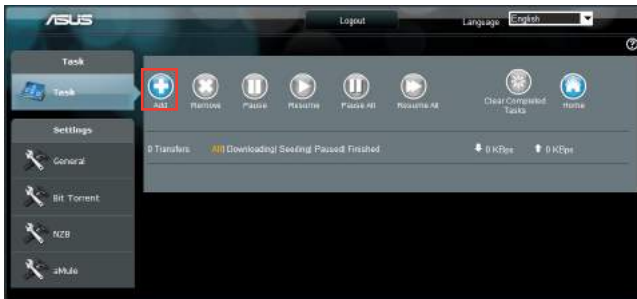 ASUS
Logout
Language English
?
Task
Task
Settings
General
Bit Torrent
NZB
aMule
Add
Remove
Pause
Resume
Pause All
Resume All
Clear Completed
Tasks
Home
0 Transfers All| Downloading| Seeding| Paused| Finished 0 KBps 0 KBps